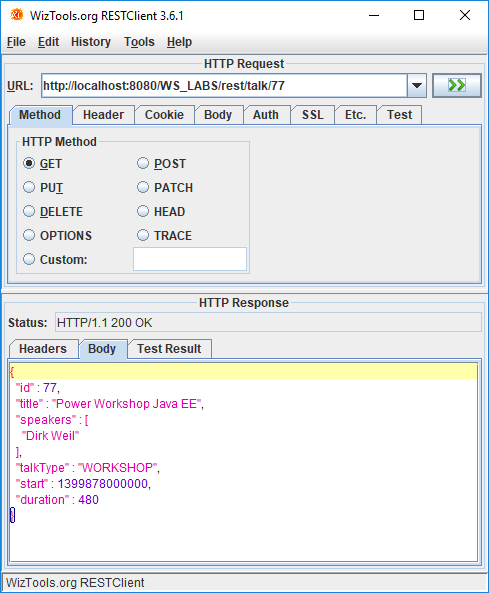 WizTools.org RESTClient 3.6.1
File Edit History Tools Help
HTTP Request
URL: http://localhost:8080/WS_LABS/rest/talk/77
Method Header Cookie Body Auth SSL Etc. Test
HTTP Method
GET POST
PUT PATCH
DELETE HEAD
OPTIONS TRACE
Custom:
HTTP Response
Status: HTTP/1.1 200 OK
Headers Body Test Result
{
"id" : 77,
"title" : "Power Workshop Java EE",
"speakers" : [
"Dirk Weil"
],
"talkType" : "WORKSHOP",
"start" : 1399878000000,
"duration" : 480
}
WizTools.org RESTClient